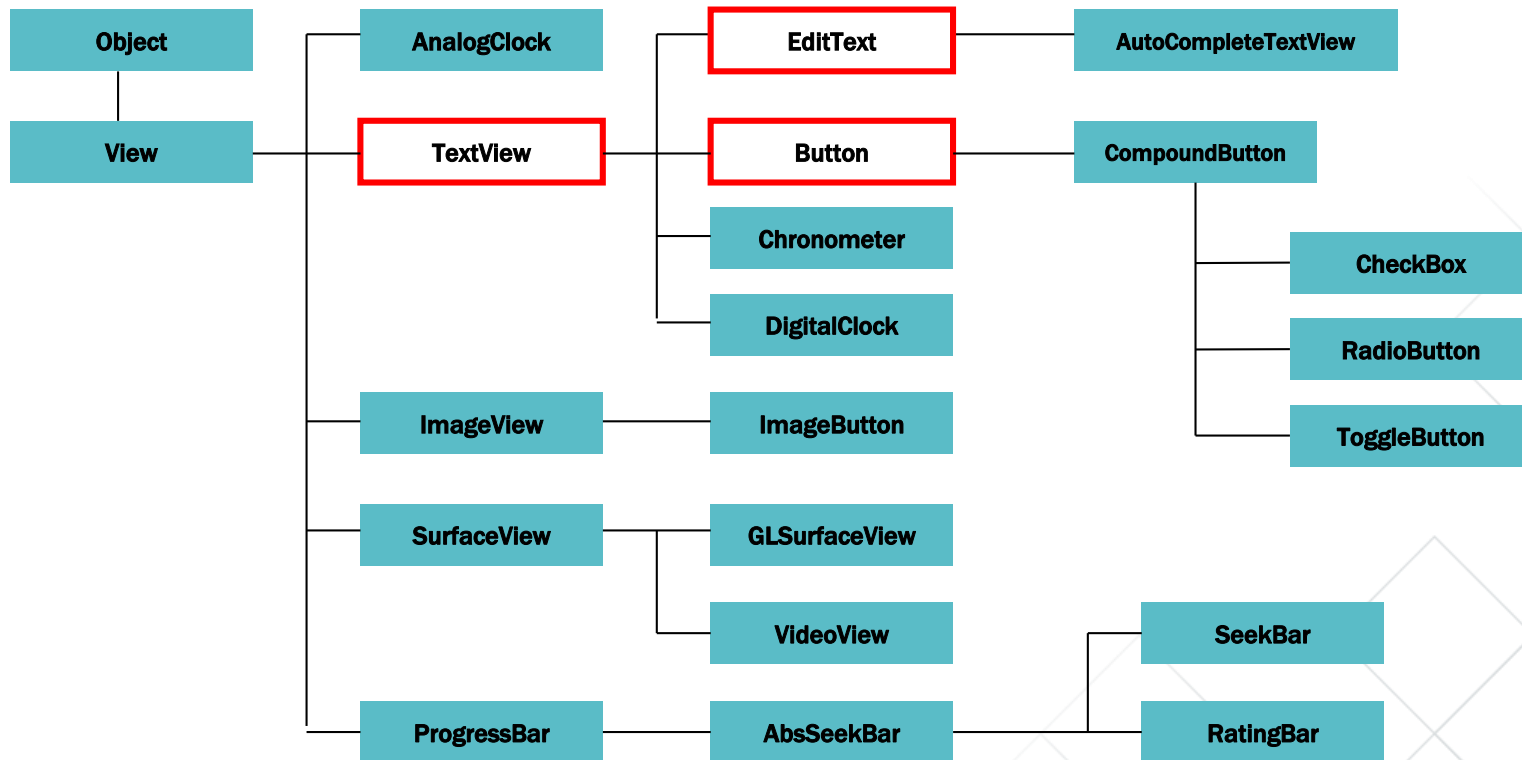 Object
AnalogClock
EditText
AutoCompleteTextView
View
TextView
Button
CompoundButton
Chronometer
CheckBox
DigitalClock
RadioButton
ImageView
ImageButton
ToggleButton
SurfaceView
GLSurfaceView
VideoView
SeekBar
ProgressBar
AbsSeekBar
RatingBar